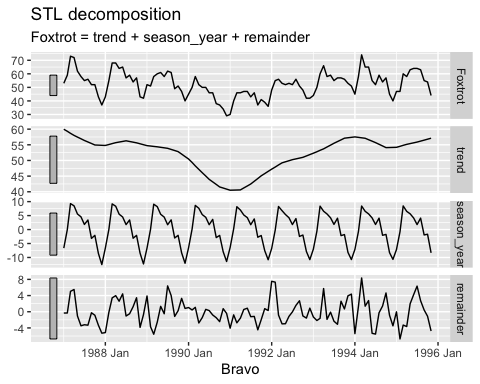 STL decomposition
Foxtrot = trend + season_year + remainder
70
60
50
40
30
Foxtrot
60
55
50
45
40
trend
10
5
0
-5
-10
season_year
8
4
0
-4
remainder
1988 Jan 1990 Jan 1992 Jan 1994 Jan 1996 Jan
Bravo